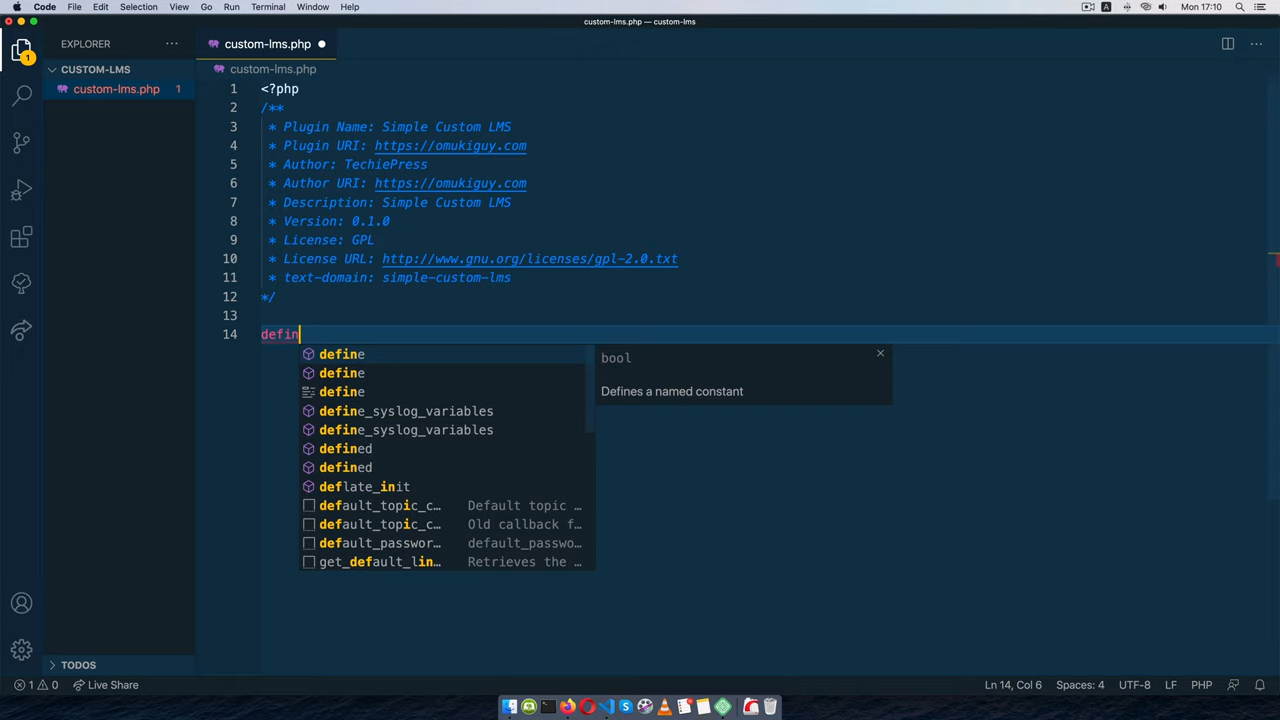 Code File Edit Selection View Go Run Terminal Window Help
A Mon 17:10
custom-lms.php — custom-lms
EXPLORER
custom-lms.php
CUSTOM-LMS
custom-lms.php
custom-lms.php 1
1
1 <?php
2 /**
3 * Plugin Name: Simple Custom LMS
4 * Plugin URI: https://omukiguy.com
5 * Author: TechiePress
6 * Author URI: https://omukiguy.com
7 * Description: Simple Custom LMS
8 * Version: 0.1.0
9 * License: GPL
10 * License URL: http://www.gnu.org/licenses/gpl-2.0.txt
11 * text-domain: simple-custom-lms
12 */
13
14 defin
define
define
define
define_syslog_variables
define_syslog_variables
defined
defined
deflate_init
default_topic_c… Default topic …
default_topic_c… Old callback f…
default_passwor… default_passwo…
get_default_lin… Retrieves the …
bool
Defines a named constant
TODOS
1 0 Live Share
Ln 14, Col 6 Spaces: 4 UTF-8 LF PHP